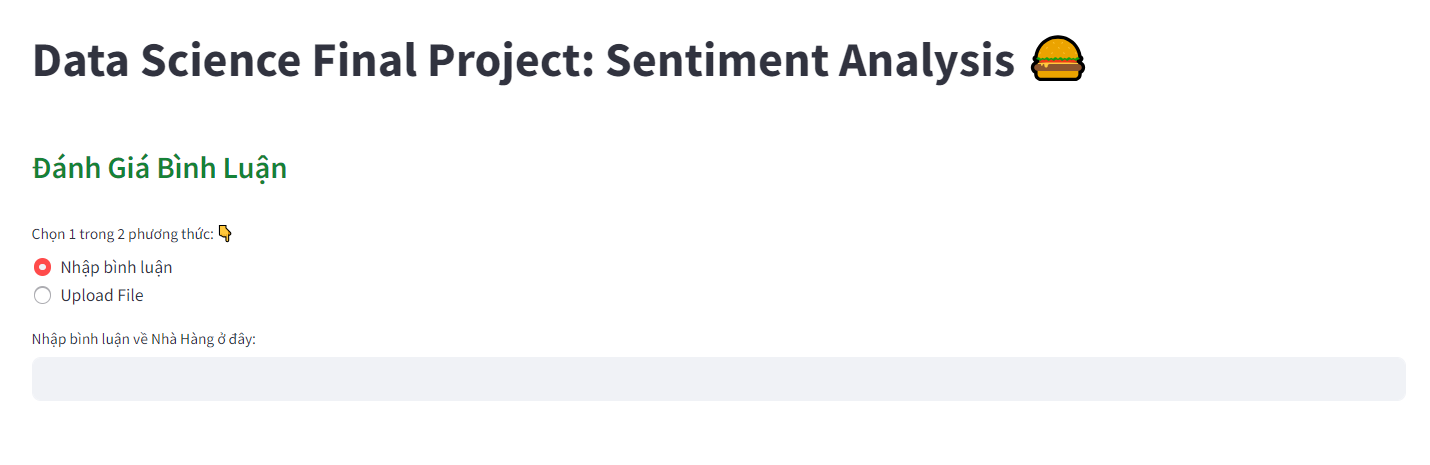 Data Science Final Project: Sentiment Analysis 🍔
Đánh Giá Bình Luận
Chọn 1 trong 2 phương thức: 👇
Nhập bình luận
Upload File
Nhập bình luận về Nhà Hàng ở đây: